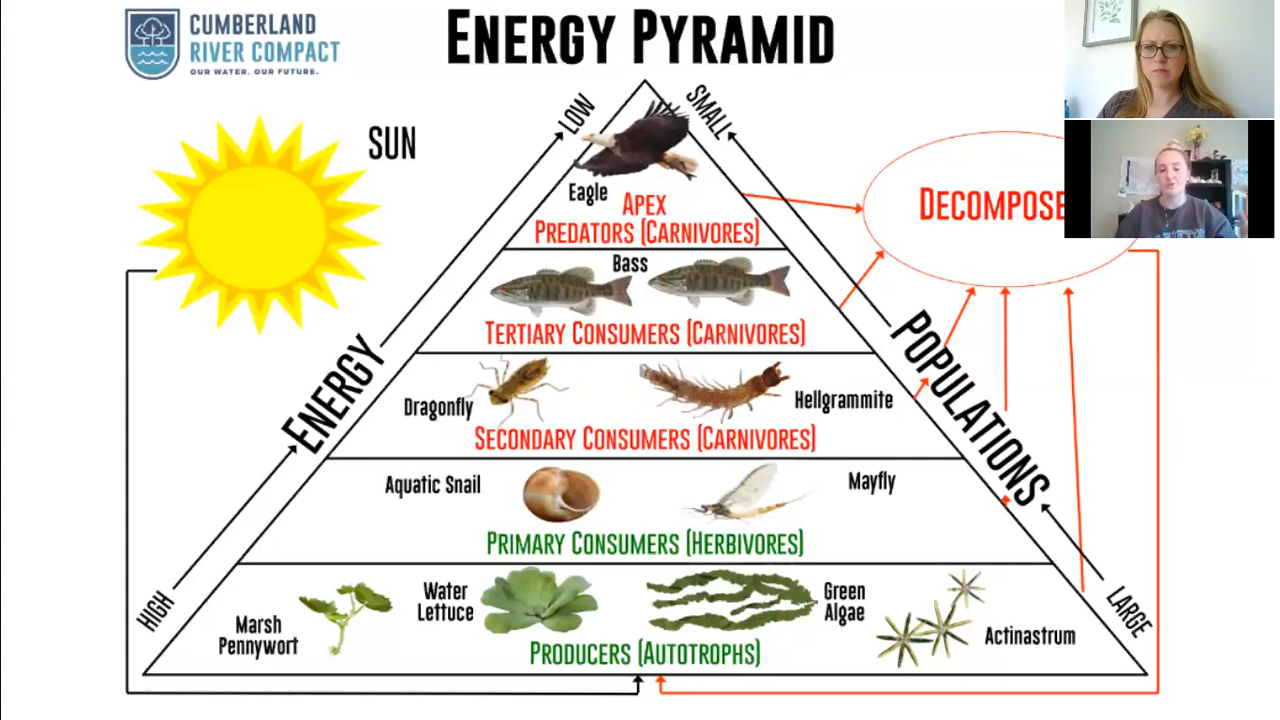 CUMBERLAND
RIVER COMPACT
OUR WATER. OUR FUTURE.
ENERGY PYRAMID
SUN
LOW
SMALL
Eagle
APEX
PREDATORS (CARNIVORES)
DECOMPOSE
Bass
TERTIARY CONSUMERS (CARNIVORES)
ENERGY
POPULATIONS
Dragonfly
Hellgrammite
SECONDARY CONSUMERS (CARNIVORES)
Aquatic Snail
Mayfly
PRIMARY CONSUMERS (HERBIVORES)
HIGH
LARGE
Marsh
Pennywort
Water
Lettuce
Green
Algae
Actinastrum
PRODUCERS (AUTOTROPHS)